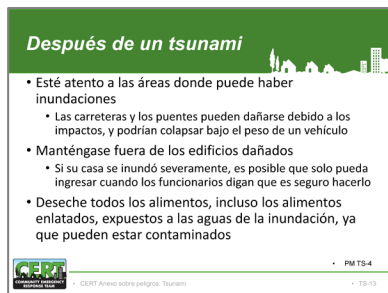 Después de un tsunami
• Esté atento a las áreas donde puede haber
inundaciones
• Las carreteras y los puentes pueden dañarse debido a los
impactos, y podrían colapsar bajo el peso de un vehículo
• Manténgase fuera de los edificios dañados
• Si su casa se inundó severamente, es posible que solo pueda
ingresar cuando los funcionarios digan que es seguro hacerlo
• Deseche todos los alimentos, incluso los alimentos
enlatados, expuestos a las aguas de la inundación, ya
que pueden estar contaminados
• PM TS-4
CERT
COMMUNITY EMERGENCY
RESPONSE TEAM
• CERT Anexo sobre peligros: Tsunami
• TS-13